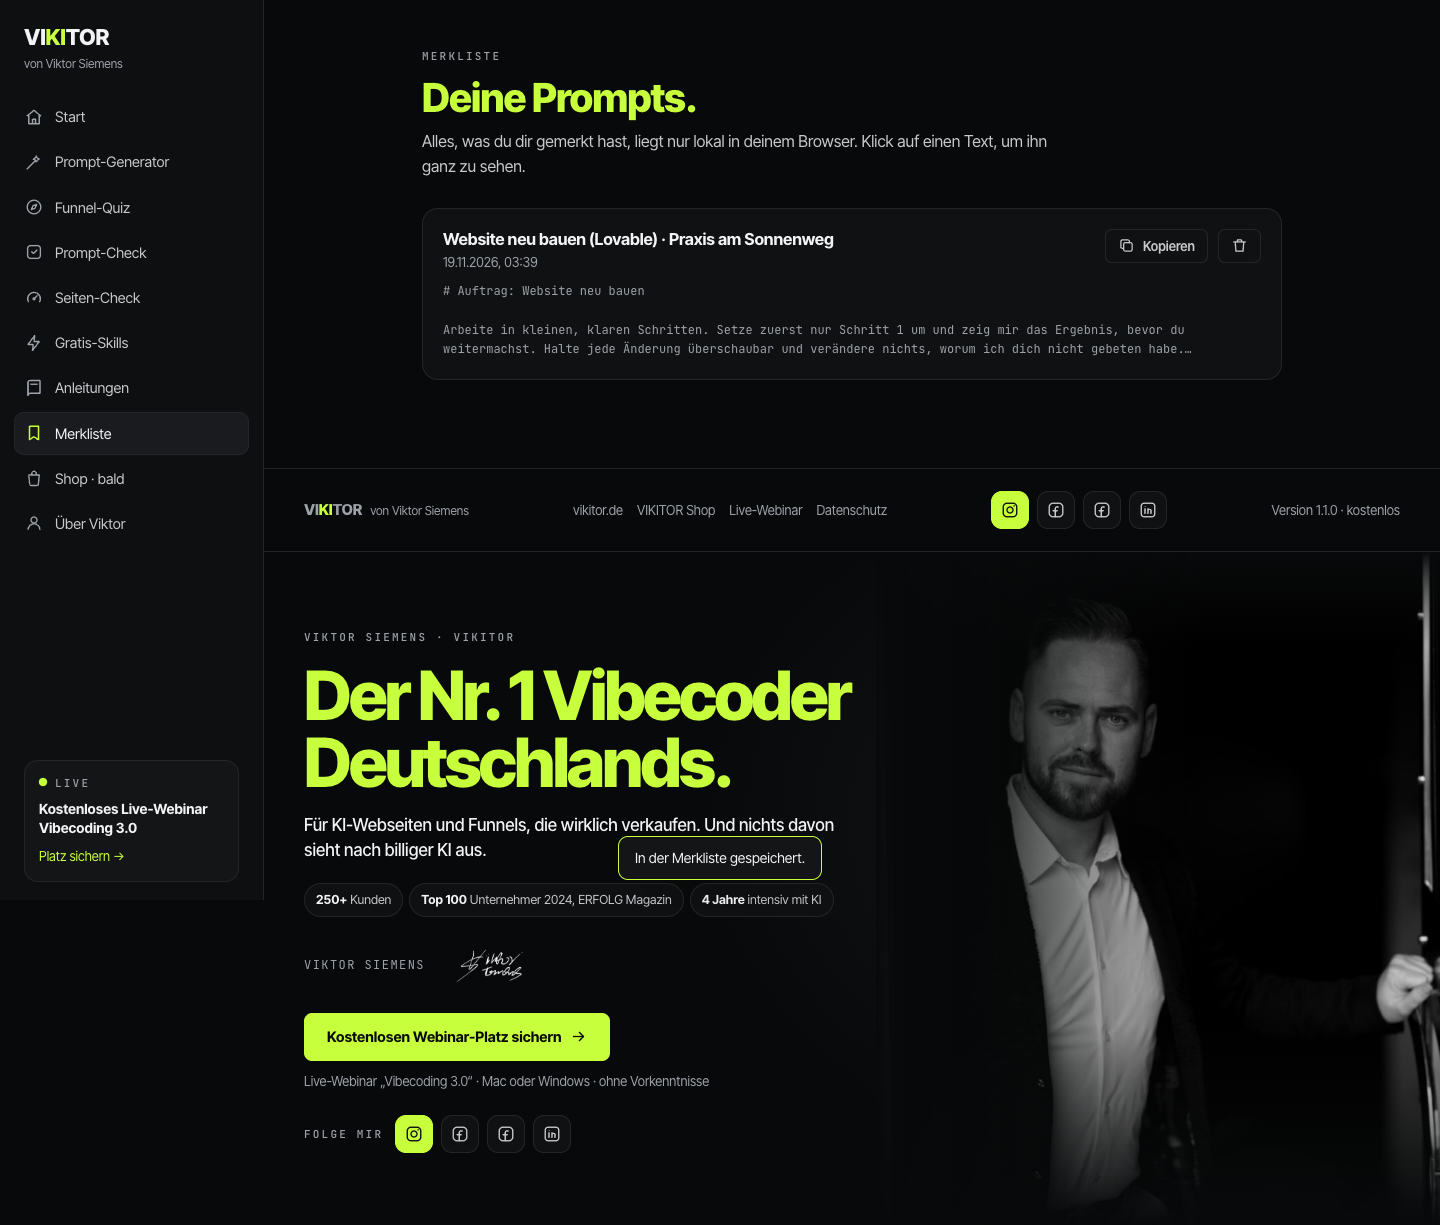 VIKITOR
von Viktor Siemens
Start
Prompt-Generator
Funnel-Quiz
Prompt-Check
Seiten-Check
Gratis-Skills
Anleitungen
Merkliste
Shop · bald
Über Viktor
LIVE
Kostenloses Live-Webinar
Vibecoding 3.0
Platz sichern →
MERKLISTE
Deine Prompts.
Alles, was du dir gemerkt hast, liegt nur lokal in deinem Browser. Klick auf einen Text, um ihn
ganz zu sehen.
Website neu bauen (Lovable) · Praxis am Sonnenweg
Kopieren
19.11.2026, 03:39
# Auftrag: Website neu bauen
Arbeite in kleinen, klaren Schritten. Setze zuerst nur Schritt 1 um und zeig mir das Ergebnis, bevor du
weitermachst. Halte jede Änderung überschaubar und verändere nichts, worum ich dich nicht gebeten habe.…
VIKITOR von Viktor Siemens
vikitor.de VIKITOR Shop Live-Webinar Datenschutz
Version 1.1.0 · kostenlos
VIKTOR SIEMENS · VIKITOR
Der Nr. 1 Vibecoder
Deutschlands.
Für KI-Webseiten und Funnels, die wirklich verkaufen. Und nichts davon
sieht nach billiger KI aus.
In der Merkliste gespeichert.
250+ Kunden
Top 100 Unternehmer 2024, ERFOLG Magazin
4 Jahre intensiv mit KI
VIKTOR SIEMENS
Kostenlosen Webinar-Platz sichern →
Live-Webinar „Vibecoding 3.0“ · Mac oder Windows · ohne Vorkenntnisse
FOLGE MIR